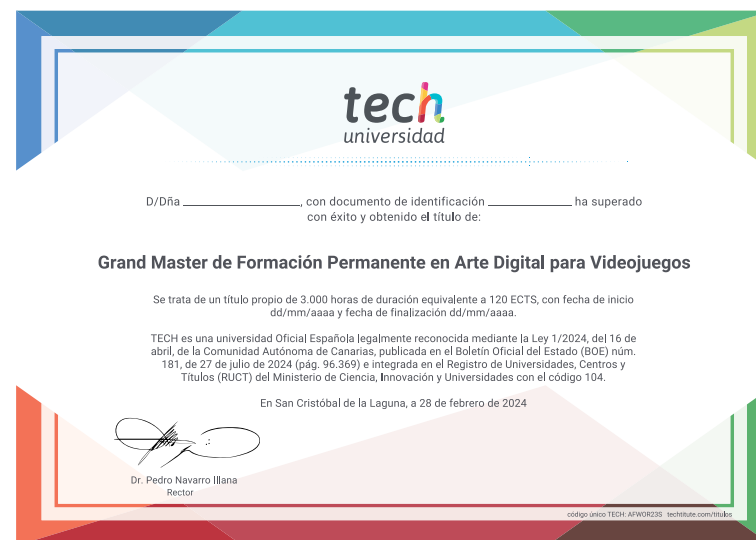 tech
universidad
D/Dña ____________________, con documento de identificación ______________ ha superado
con éxito y obtenido el título de:
Grand Master de Formación Permanente en Arte Digital para Videojuegos
Se trata de un título propio de 3.000 horas de duración equivalente a 120 ECTS, con fecha de inicio
dd/mm/aaaa y fecha de finalización dd/mm/aaaa.
TECH es una universidad Oficial Española legalmente reconocida mediante la Ley 1/2024, del 16 de
abril, de la Comunidad Autónoma de Canarias, publicada en el Boletín Oficial del Estado (BOE) núm.
181, de 27 de julio de 2024 (pág. 96.369) e integrada en el Registro de Universidades, Centros y
Títulos (RUCT) del Ministerio de Ciencia, Innovación y Universidades con el código 104.
En San Cristóbal de la Laguna, a 28 de febrero de 2024
Dr. Pedro Navarro Illana
Rector
código único TECH: AFWOR23S techtitute.com/titulos